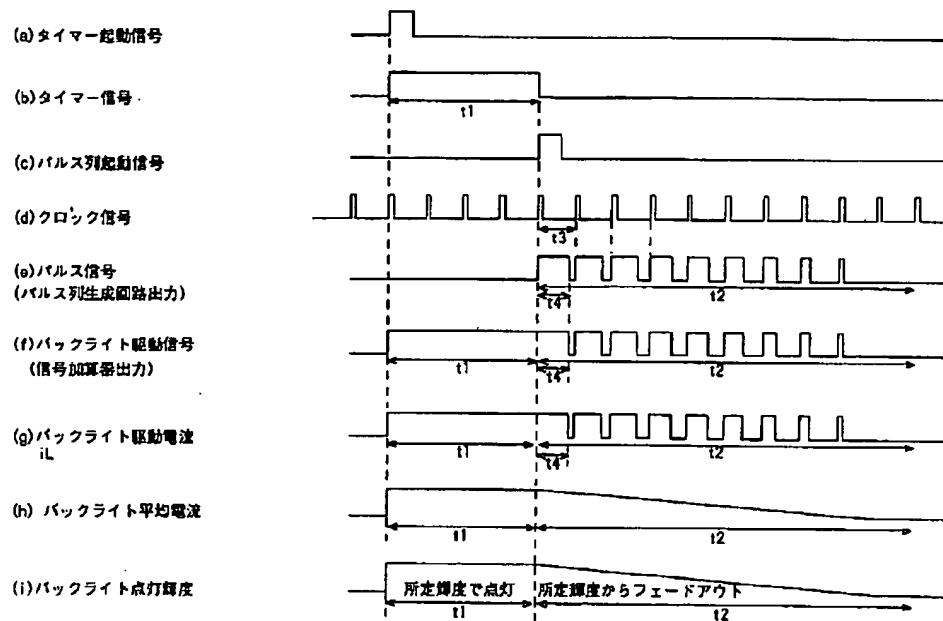 (a)タイマー起動信号
(b)タイマー信号
t1
(c)パルス列起動信号
(d)クロック信号
t3
(e)パルス信号
(パルス列生成回路出力)
t4
t2
(f)バックライト駆動信号
(信号加算器出力)
t1
t4
t2
(g)バックライト駆動電流
iL
t1
t4
t2
(h) バックライト平均電流
t1
t2
(i)バックライト点灯輝度
所定輝度で点灯
所定輝度からフェードアウト
t1
t2